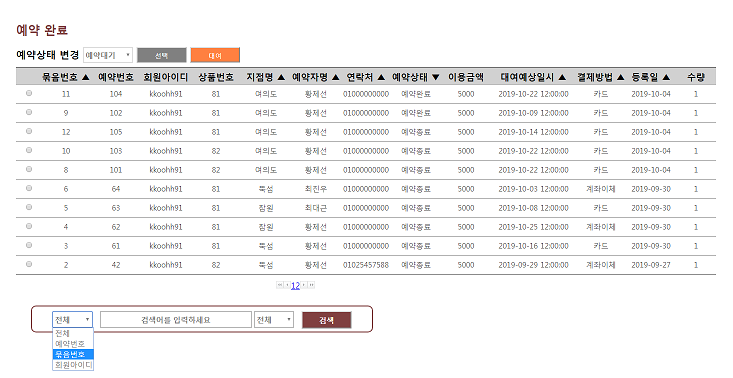 예약 완료
예약상태 변경 예약대기 선택 대여
묶음번호 ▲ 예약번호 회원아이디 상품번호 지점명 ▲ 예약자명 ▲ 연락처 ▲ 예약상태 ▼ 이용금액 대여예상일시 ▲ 결제방법 ▲ 등록일 ▲ 수량
11 104 kkoohh91 81 여의도 황제선 01000000000 예약완료 5000 2019-10-22 12:00:00 카드 2019-10-04 1
9 102 kkoohh91 81 여의도 황제선 01000000000 예약완료 5000 2019-10-09 12:00:00 카드 2019-10-04 1
12 105 kkoohh91 81 여의도 황제선 01000000000 예약종료 5000 2019-10-14 12:00:00 카드 2019-10-04 1
10 103 kkoohh91 82 여의도 황제선 01000000000 예약종료 5000 2019-10-22 12:00:00 카드 2019-10-04 1
8 101 kkoohh91 82 여의도 황제선 01000000000 예약종료 5000 2019-10-22 12:00:00 카드 2019-10-04 1
6 64 kkoohh91 81 뚝섬 최진우 01000000000 예약종료 5000 2019-10-03 12:00:00 계좌이체 2019-09-30 1
5 63 kkoohh91 81 잠원 최대근 01000000000 예약종료 5000 2019-10-08 12:00:00 카드 2019-09-30 1
4 62 kkoohh91 81 잠원 황제선 01000000000 예약종료 5000 2019-10-25 12:00:00 계좌이체 2019-09-30 1
3 61 kkoohh91 81 뚝섬 황제선 01000000000 예약종료 5000 2019-10-16 12:00:00 카드 2019-09-30 1
2 42 kkoohh91 82 뚝섬 황제선 01025457588 예약종료 5000 2019-09-29 12:00:00 계좌이체 2019-09-27 1
12
전체 검색어를 입력하세요 전체 검색
전체
예약번호
묶음번호
회원아이디